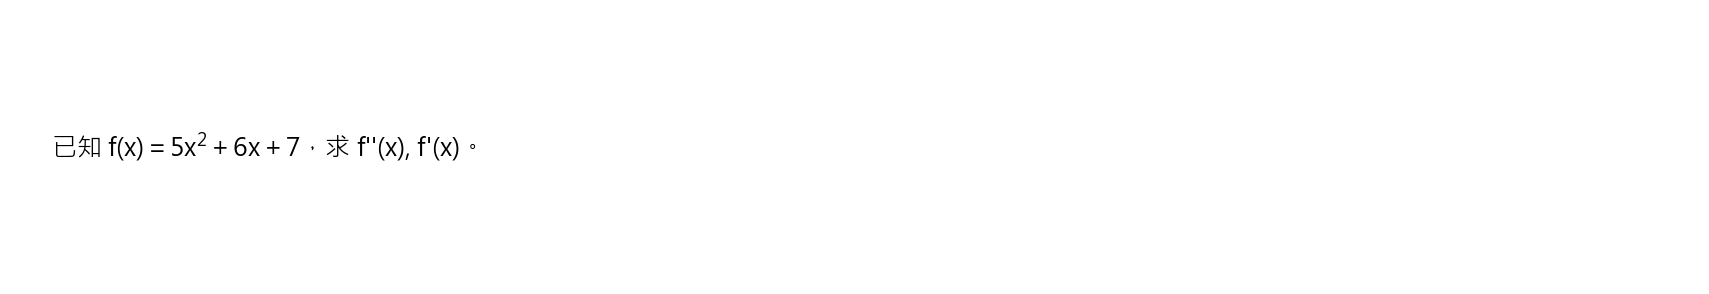 已知 f(x) = 5x² + 6x + 7，求 f''(x), f'(x)。